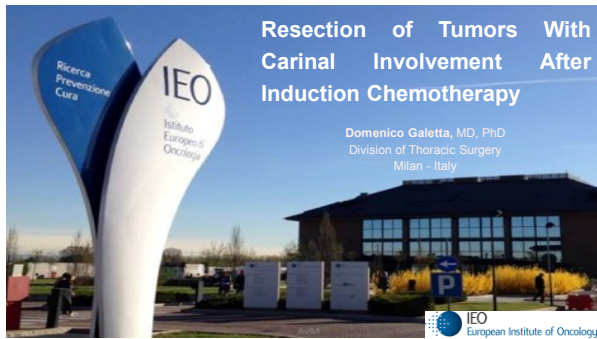 Resection of Tumors With
Carinal Involvement After
Induction Chemotherapy
Domenico Galetta, MD, PhD
Division of Thoracic Surgery
Milan - Italy
Ricerca
Prevenzione
Cura
IEO
Istituto
Europeo di
Oncologia
P
AVM
IEO
European Institute of Oncology